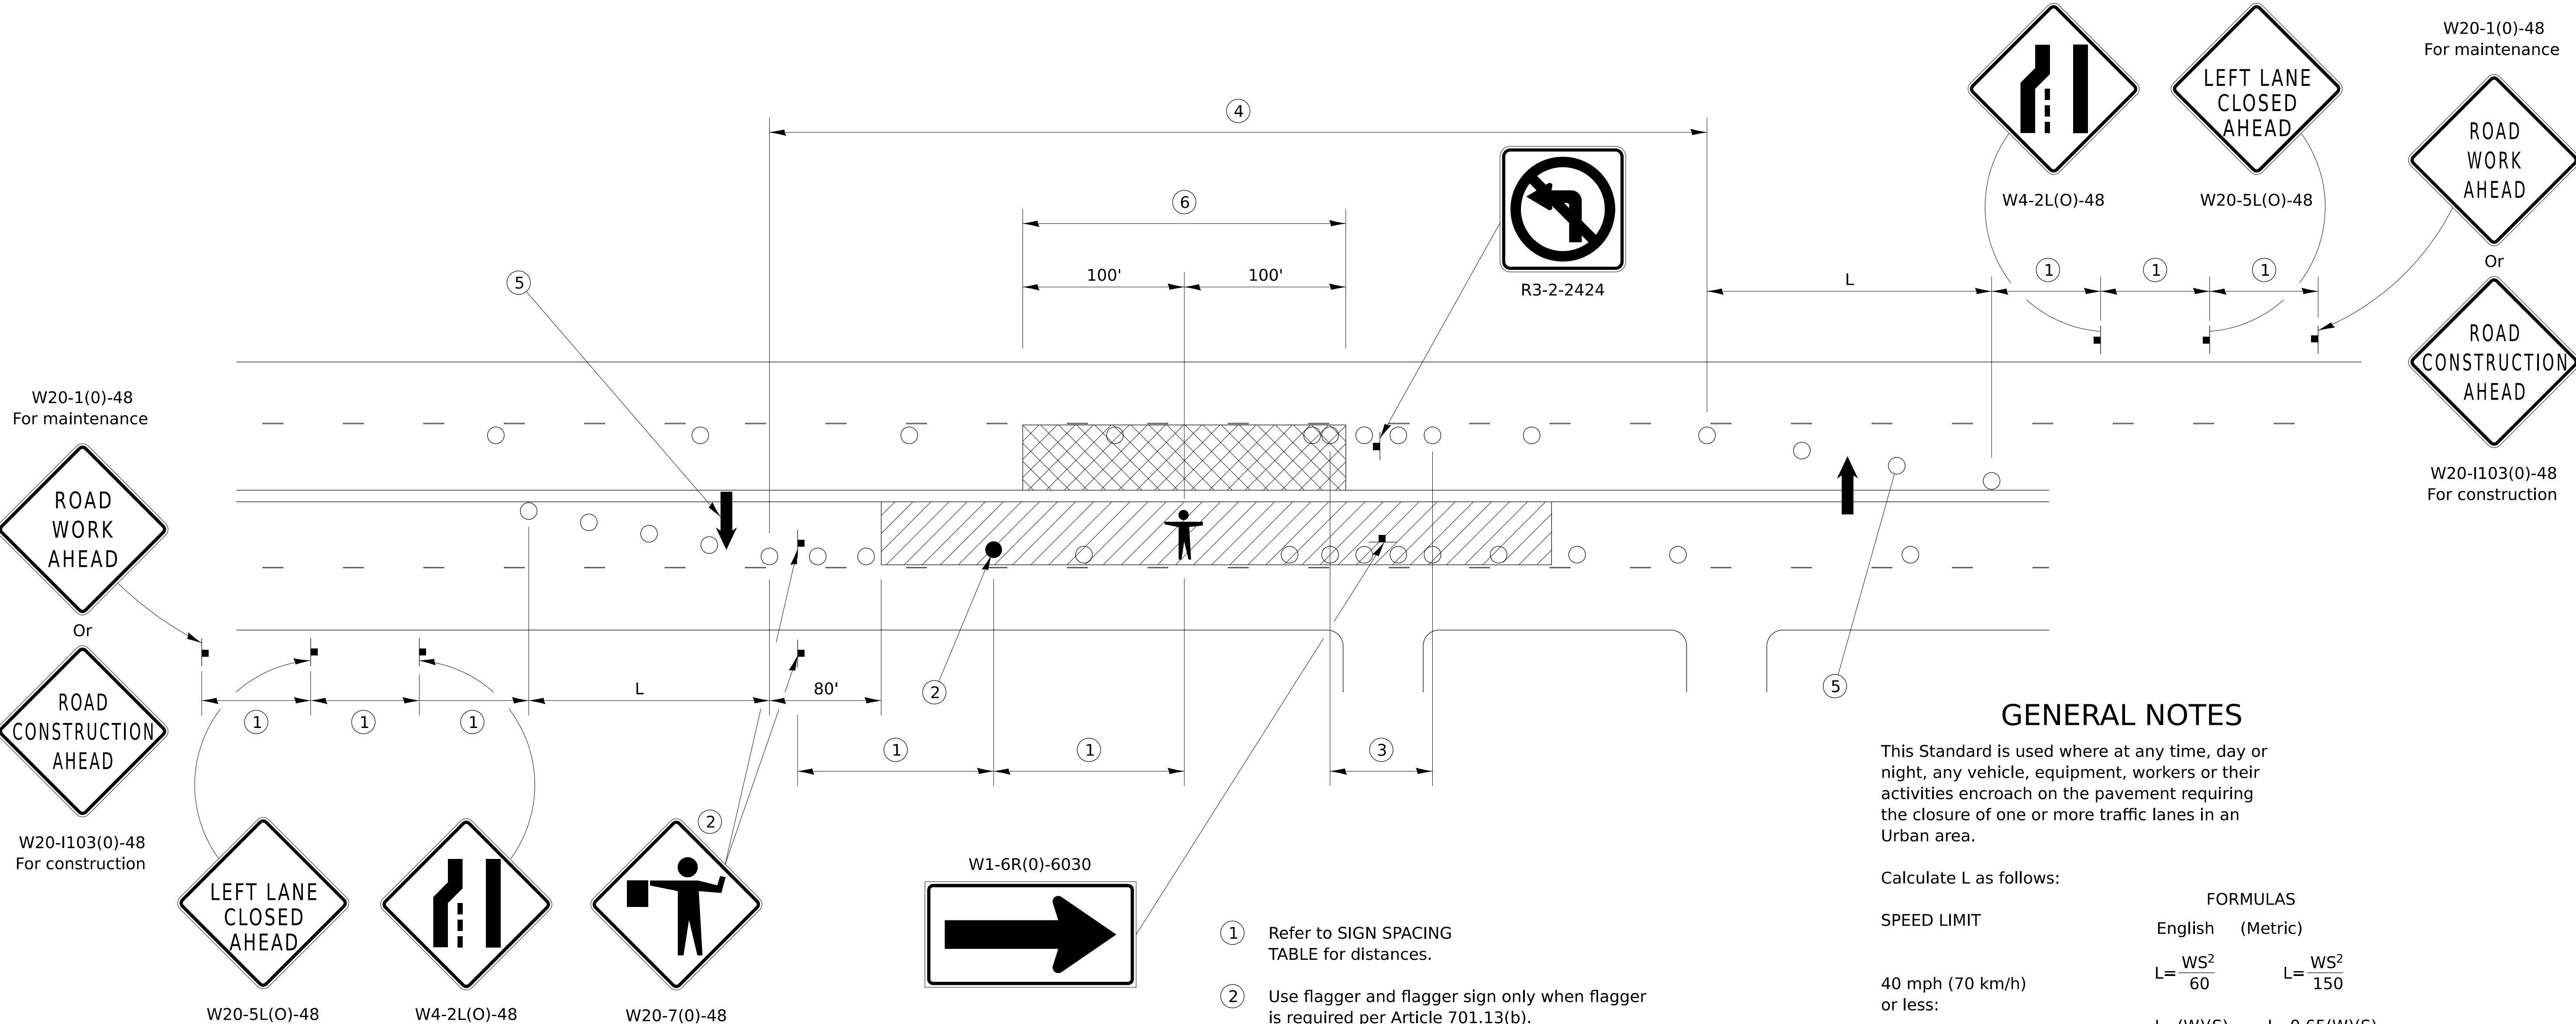 W20-1(0)-48
For maintenance
ROAD
WORK
AHEAD
Or
ROAD
CONSTRUCTION
AHEAD
W20-I103(0)-48
For construction
LEFT LANE
CLOSED
AHEAD
W20-5L(O)-48
W4-2L(O)-48
2
W20-7(0)-48
1
1
1
L
80'
1
1
2
3
5
4
6
100'
100'
R3-2-2424
W1-6R(0)-6030
L
1
1
1
W4-2L(O)-48
LEFT LANE
CLOSED
AHEAD
W20-5L(O)-48
W20-1(0)-48
For maintenance
ROAD
WORK
AHEAD
Or
ROAD
CONSTRUCTION
AHEAD
W20-I103(0)-48
For construction
5
1 Refer to SIGN SPACING
TABLE for distances.
2 Use flagger and flagger sign only when flagger
is required per Article 701.13(b).
GENERAL NOTES
This Standard is used where at any time, day or
night, any vehicle, equipment, workers or their
activities encroach on the pavement requiring
the closure of one or more traffic lanes in an
Urban area.
Calculate L as follows:
FORMULAS
SPEED LIMIT
English (Metric)
40 mph (70 km/h)
or less:
L= WS²/60 L= WS²/150